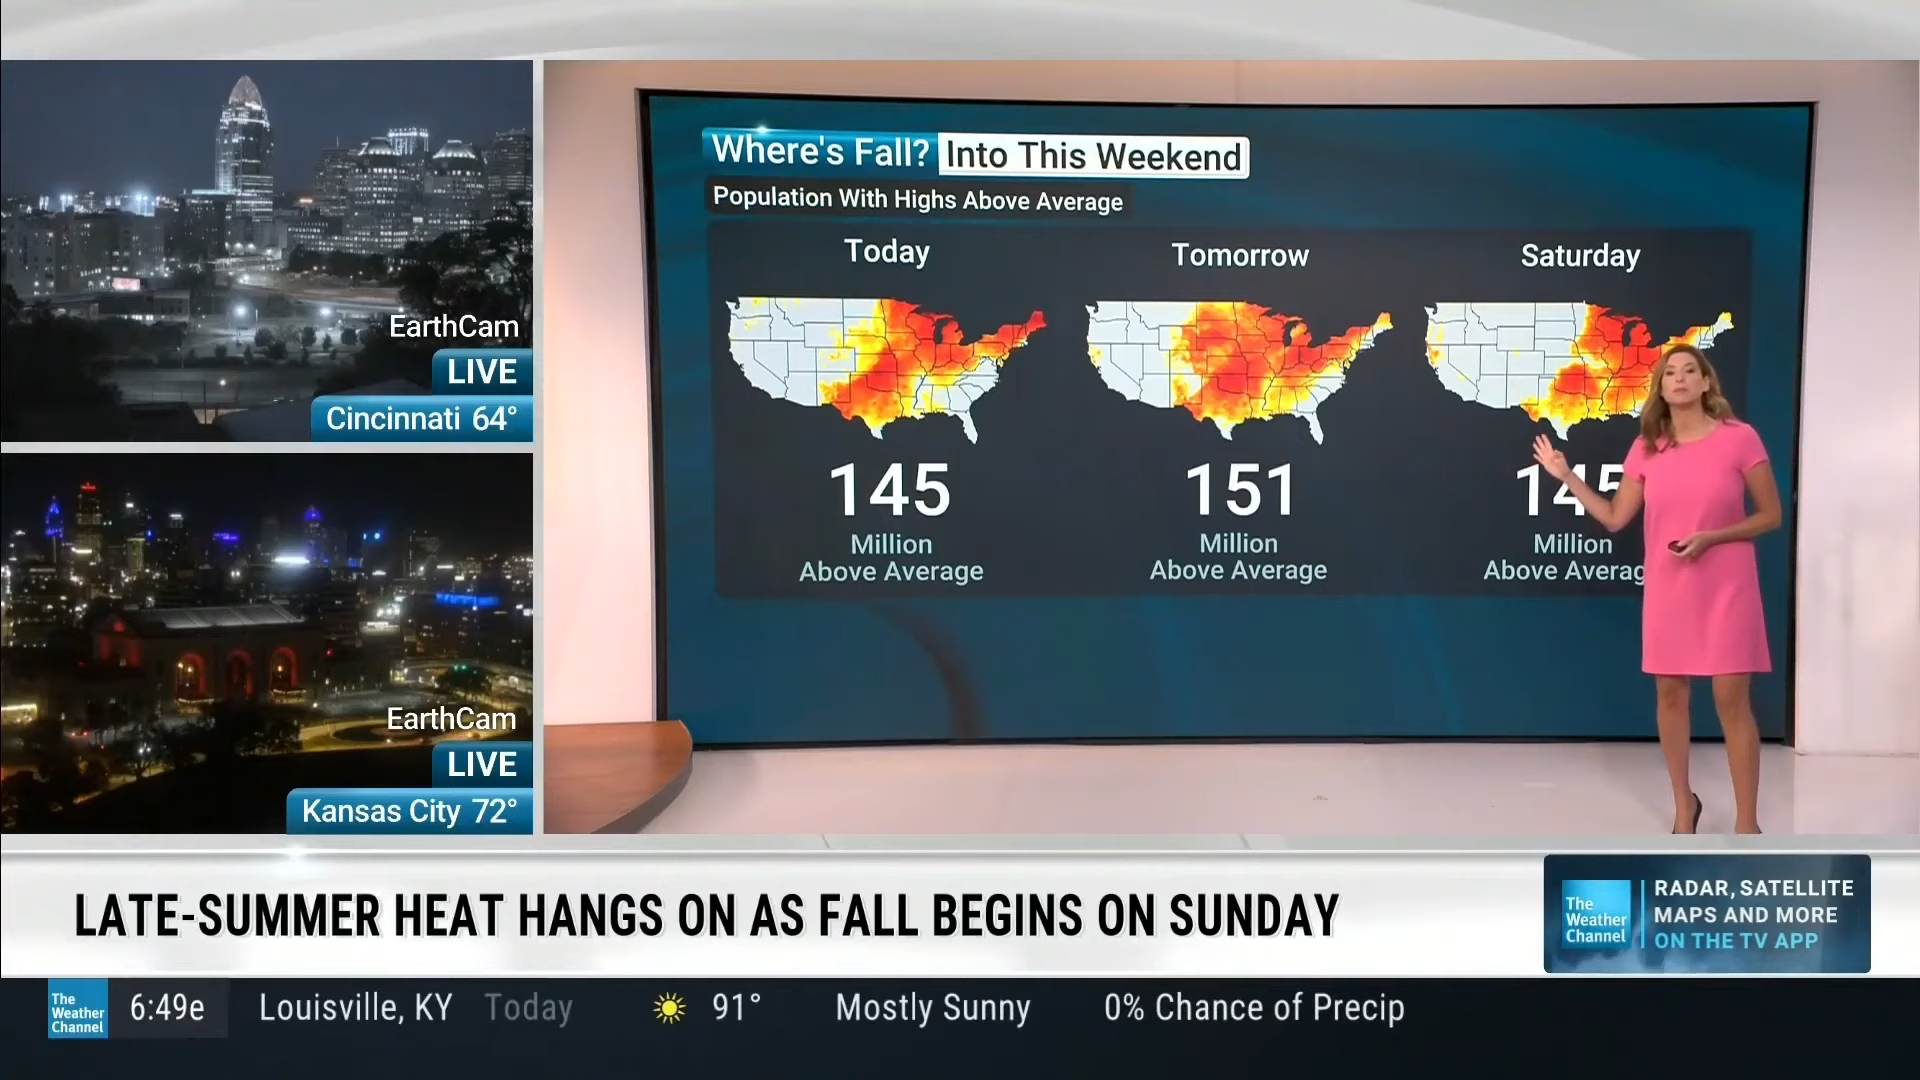 EarthCam
LIVE
Cincinnati 64°
EarthCam
LIVE
Kansas City 72°
Where's Fall? Into This Weekend
Population With Highs Above Average
Today
Tomorrow
Saturday
145
151
145
Million
Above Average
Million
Above Average
Million
Above Averag
LATE-SUMMER HEAT HANGS ON AS FALL BEGINS ON SUNDAY
The
Weather
Channel
RADAR, SATELLITE
MAPS AND MORE
ON THE TV APP
The
Weather
Channel
6:49e Louisville, KY Today 91° Mostly Sunny 0% Chance of Precip